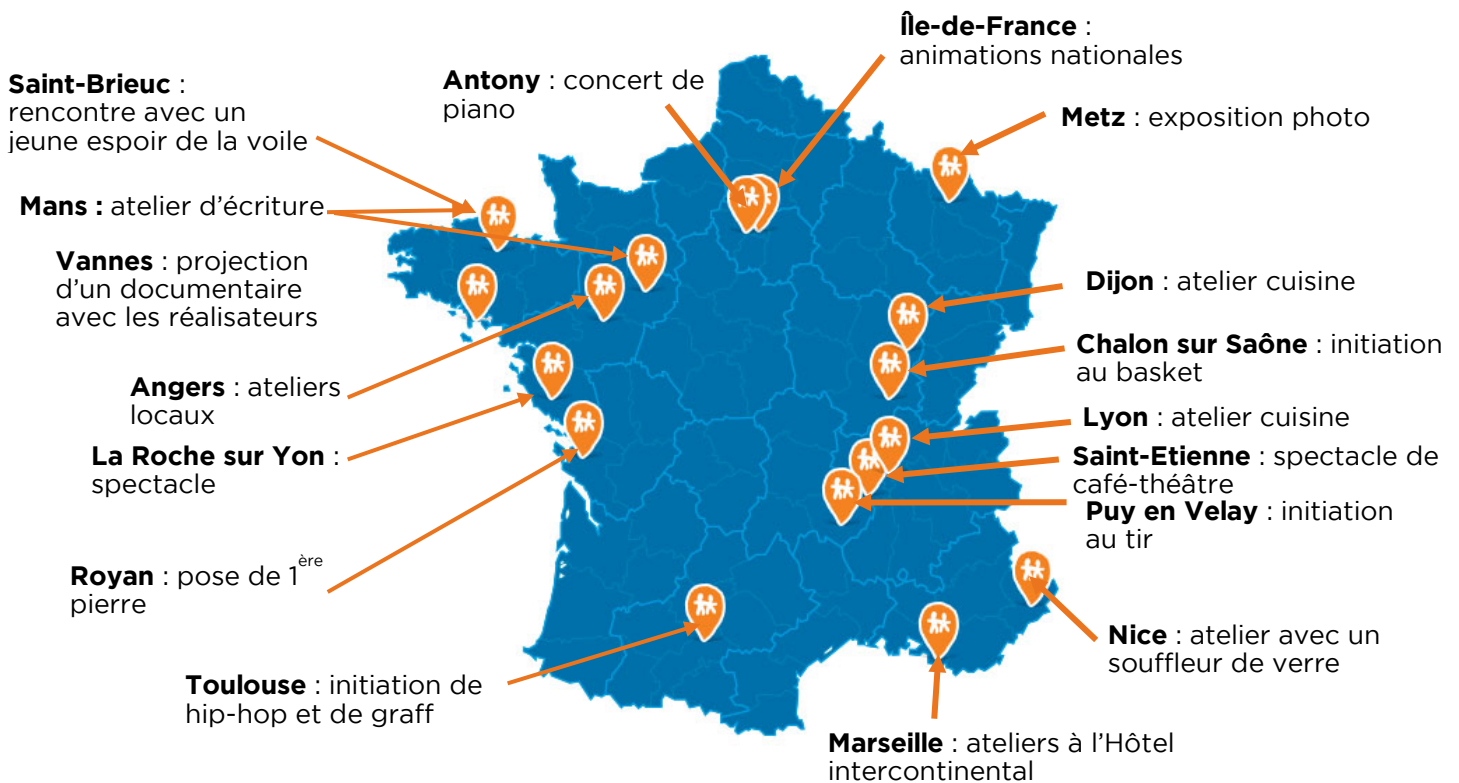 Île-de-France :
animations nationales
Saint-Brieuc :
rencontre avec un
jeune espoir de la voile
Antony : concert de
piano
Metz : exposition photo
Mans : atelier d'écriture
Vannes : projection
d'un documentaire
avec les réalisateurs
Dijon : atelier cuisine
Chalon sur Saône : initiation
au basket
Angers : ateliers
locaux
Lyon : atelier cuisine
La Roche sur Yon :
spectacle
Saint-Etienne : spectacle de
café-théâtre
Puy en Velay : initiation
au tir
Royan : pose de 1ère
pierre
Nice : atelier avec un
souffleur de verre
Toulouse : initiation de
hip-hop et de graff
Marseille : ateliers à l'Hôtel
intercontinental